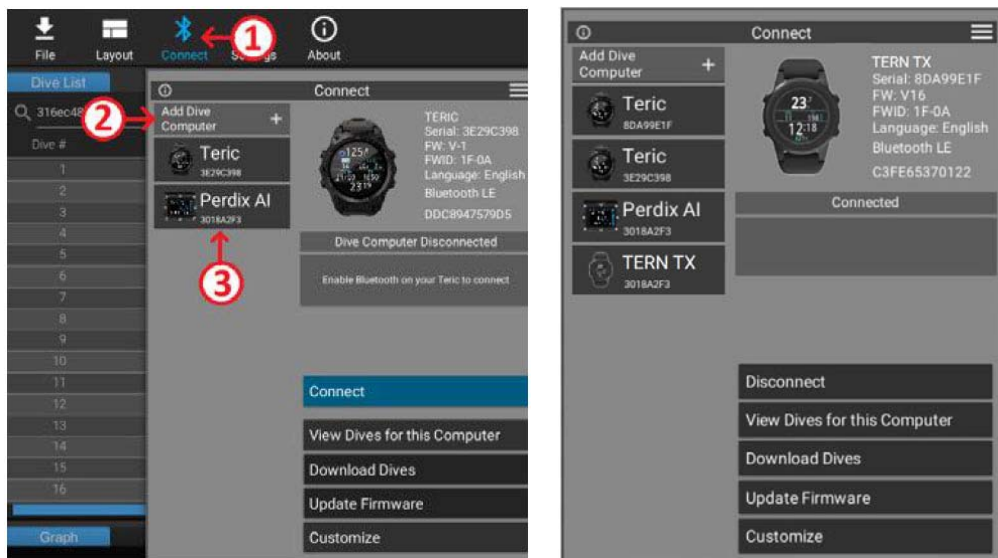 File
Layout
Connect
1
About
Dive List
316ec48
Dive #
1
2
3
4
5
6
7
8
9
10
11
12
13
14
15
16
Graph
Connect
2
Add Dive
Computer +
Teric
3E29C398
Perdix AI
3018A2F3
3
TERIC
Serial: 3E29C398
FW: V-1
FWID: 1F-0A
Language: English
Bluetooth LE
DDC8947579D5
Dive Computer Disconnected
Enable Bluetooth on your Teric to connect
Connect
View Dives for this Computer
Download Dives
Update Firmware
Customize
Connect
Add Dive
Computer +
Teric
8DA99E1F
Teric
3E29C398
Perdix AI
3018A2F3
TERN TX
3018A2F3
23
12:18
TERN TX
Serial: 8DA99E1F
FW: V16
FWID: 1F-0A
Language: English
Bluetooth LE
C3FE65370122
Connected
Disconnect
View Dives for this Computer
Download Dives
Update Firmware
Customize